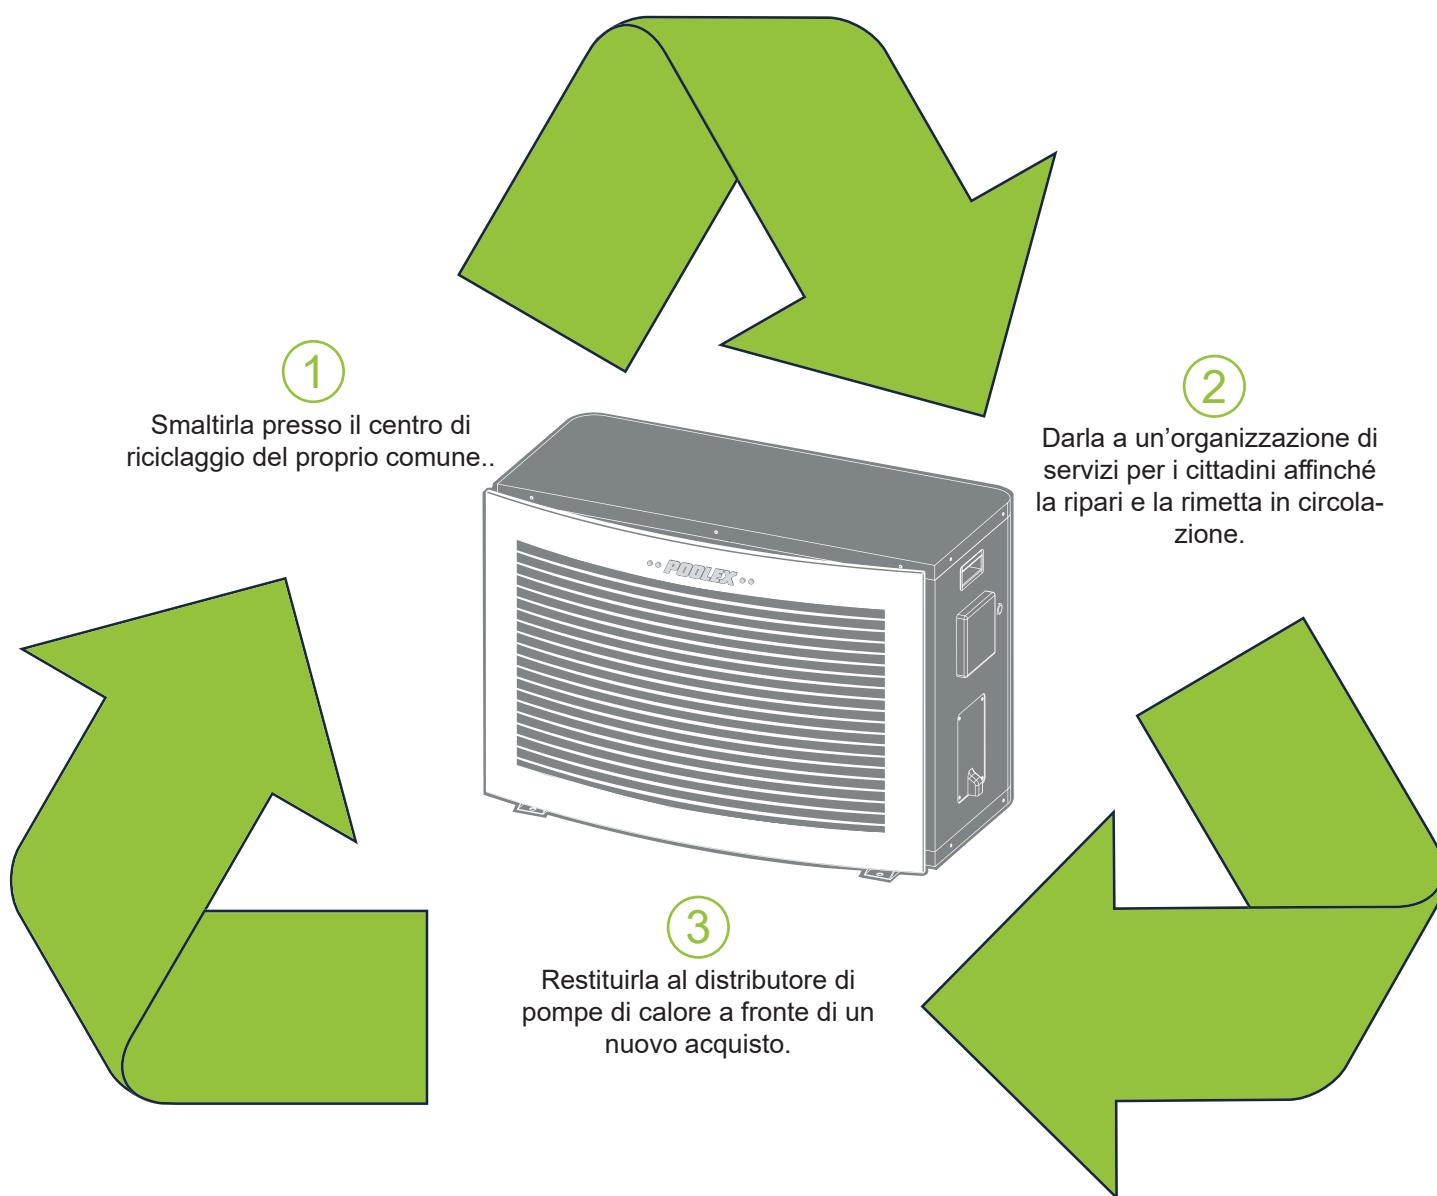 1
Smaltirla presso il centro di
riciclaggio del proprio comune..
2
Darla a un’organizzazione di
servizi per i cittadini affinché
la ripari e la rimetta in circola-
zione.
POOLEX
3
Restituirla al distributore di
pompe di calore a fronte di un
nuovo acquisto.